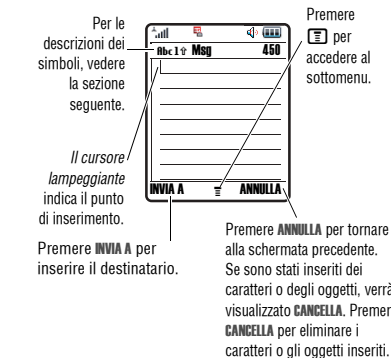 Per le
descrizioni dei
simboli, vedere
la sezione
seguente.
Il cursore
lampeggiante
indica il punto
di inserimento.
Premere INVIA A per
inserire il destinatario.
Abc 1⇧ Msg 450
INVIA A ANNULLA
Premere
per
accedere al
sottomenu.
Premere ANNULLA per tornare
alla schermata precedente.
Se sono stati inseriti dei
caratteri o degli oggetti, verrà
visualizzato CANCELLA. Premer
CANCELLA per eliminare i
caratteri o gli oggetti inseriti.